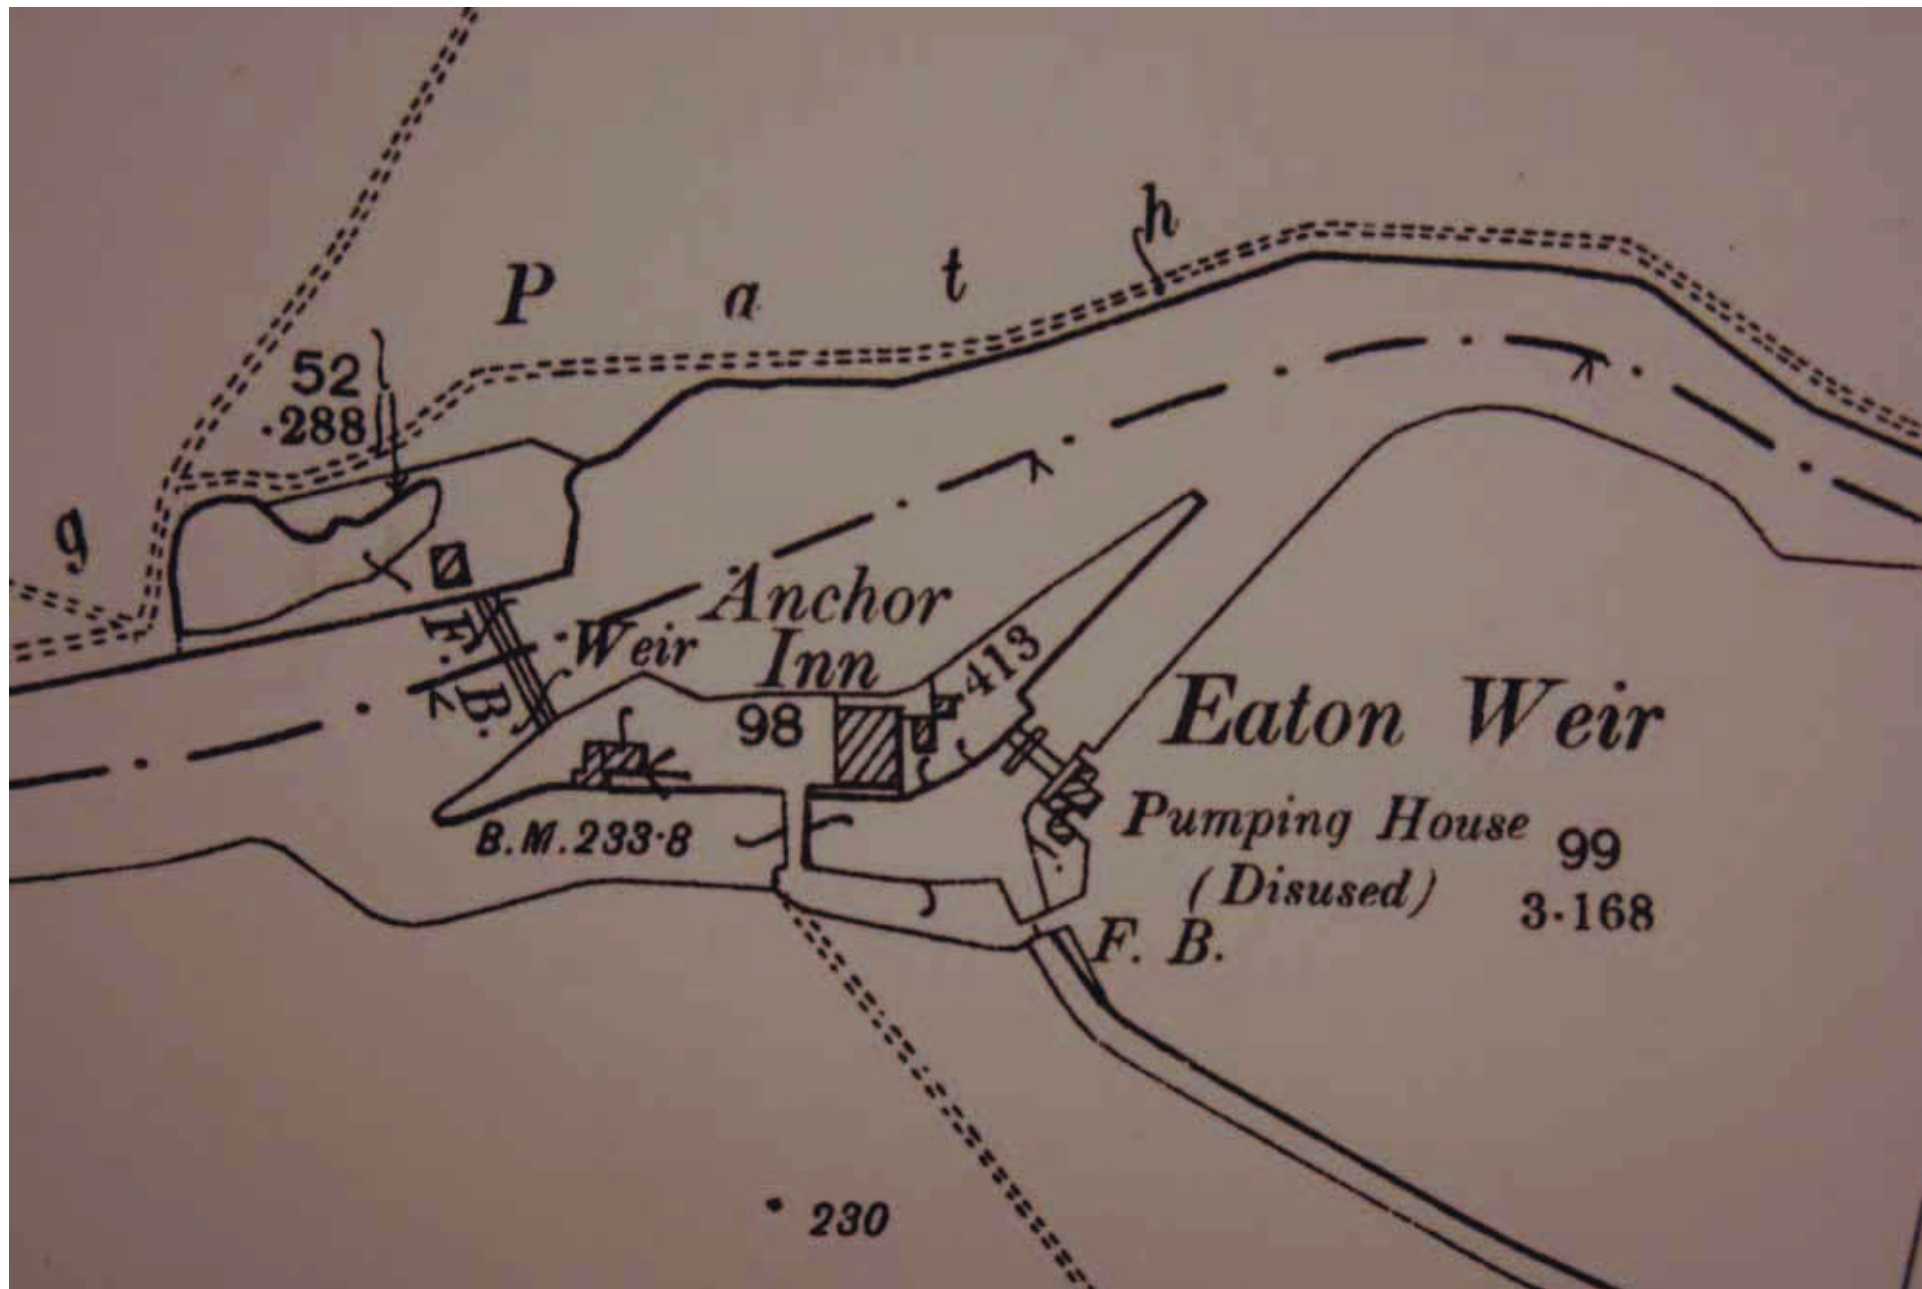 P a t h
52
·288
g
Anchor
Inn
F. B.
Weir
·413
98
Eaton Weir
B.M.233·8
Pumping House
(Disused)
99
3·168
F. B.
230